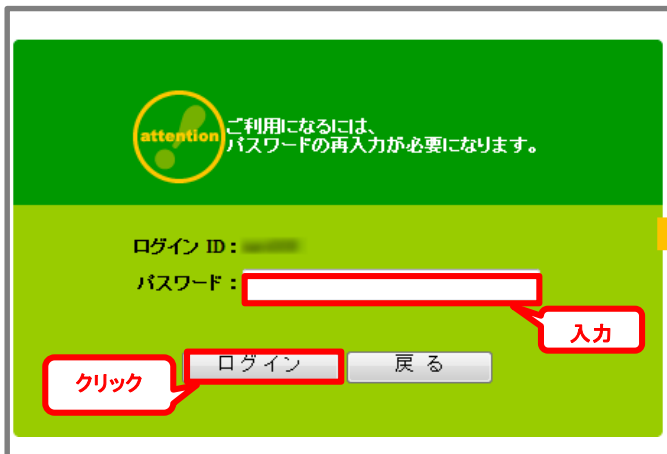 attention
ご利用になるには、
パスワードの再入力が必要になります。
ログイン ID：
パスワード：
入力
ログイン
戻る
クリック